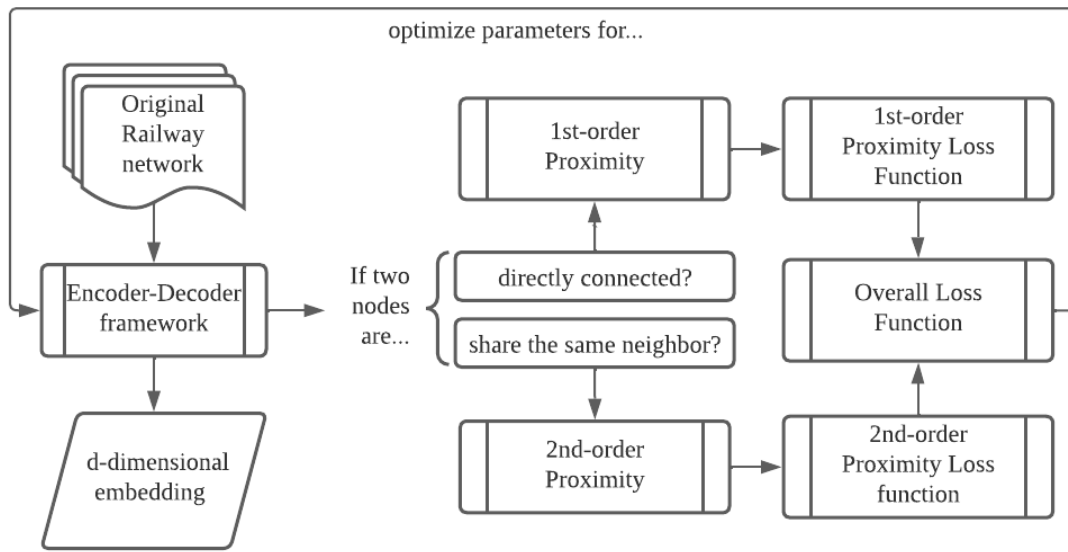 optimize parameters for...
Original
Railway
network
Encoder-Decoder
framework
d-dimensional
embedding
If two
nodes
are...
directly connected?
share the same neighbor?
1st-order
Proximity
2nd-order
Proximity
1st-order
Proximity Loss
Function
Overall Loss
Function
2nd-order
Proximity Loss
function